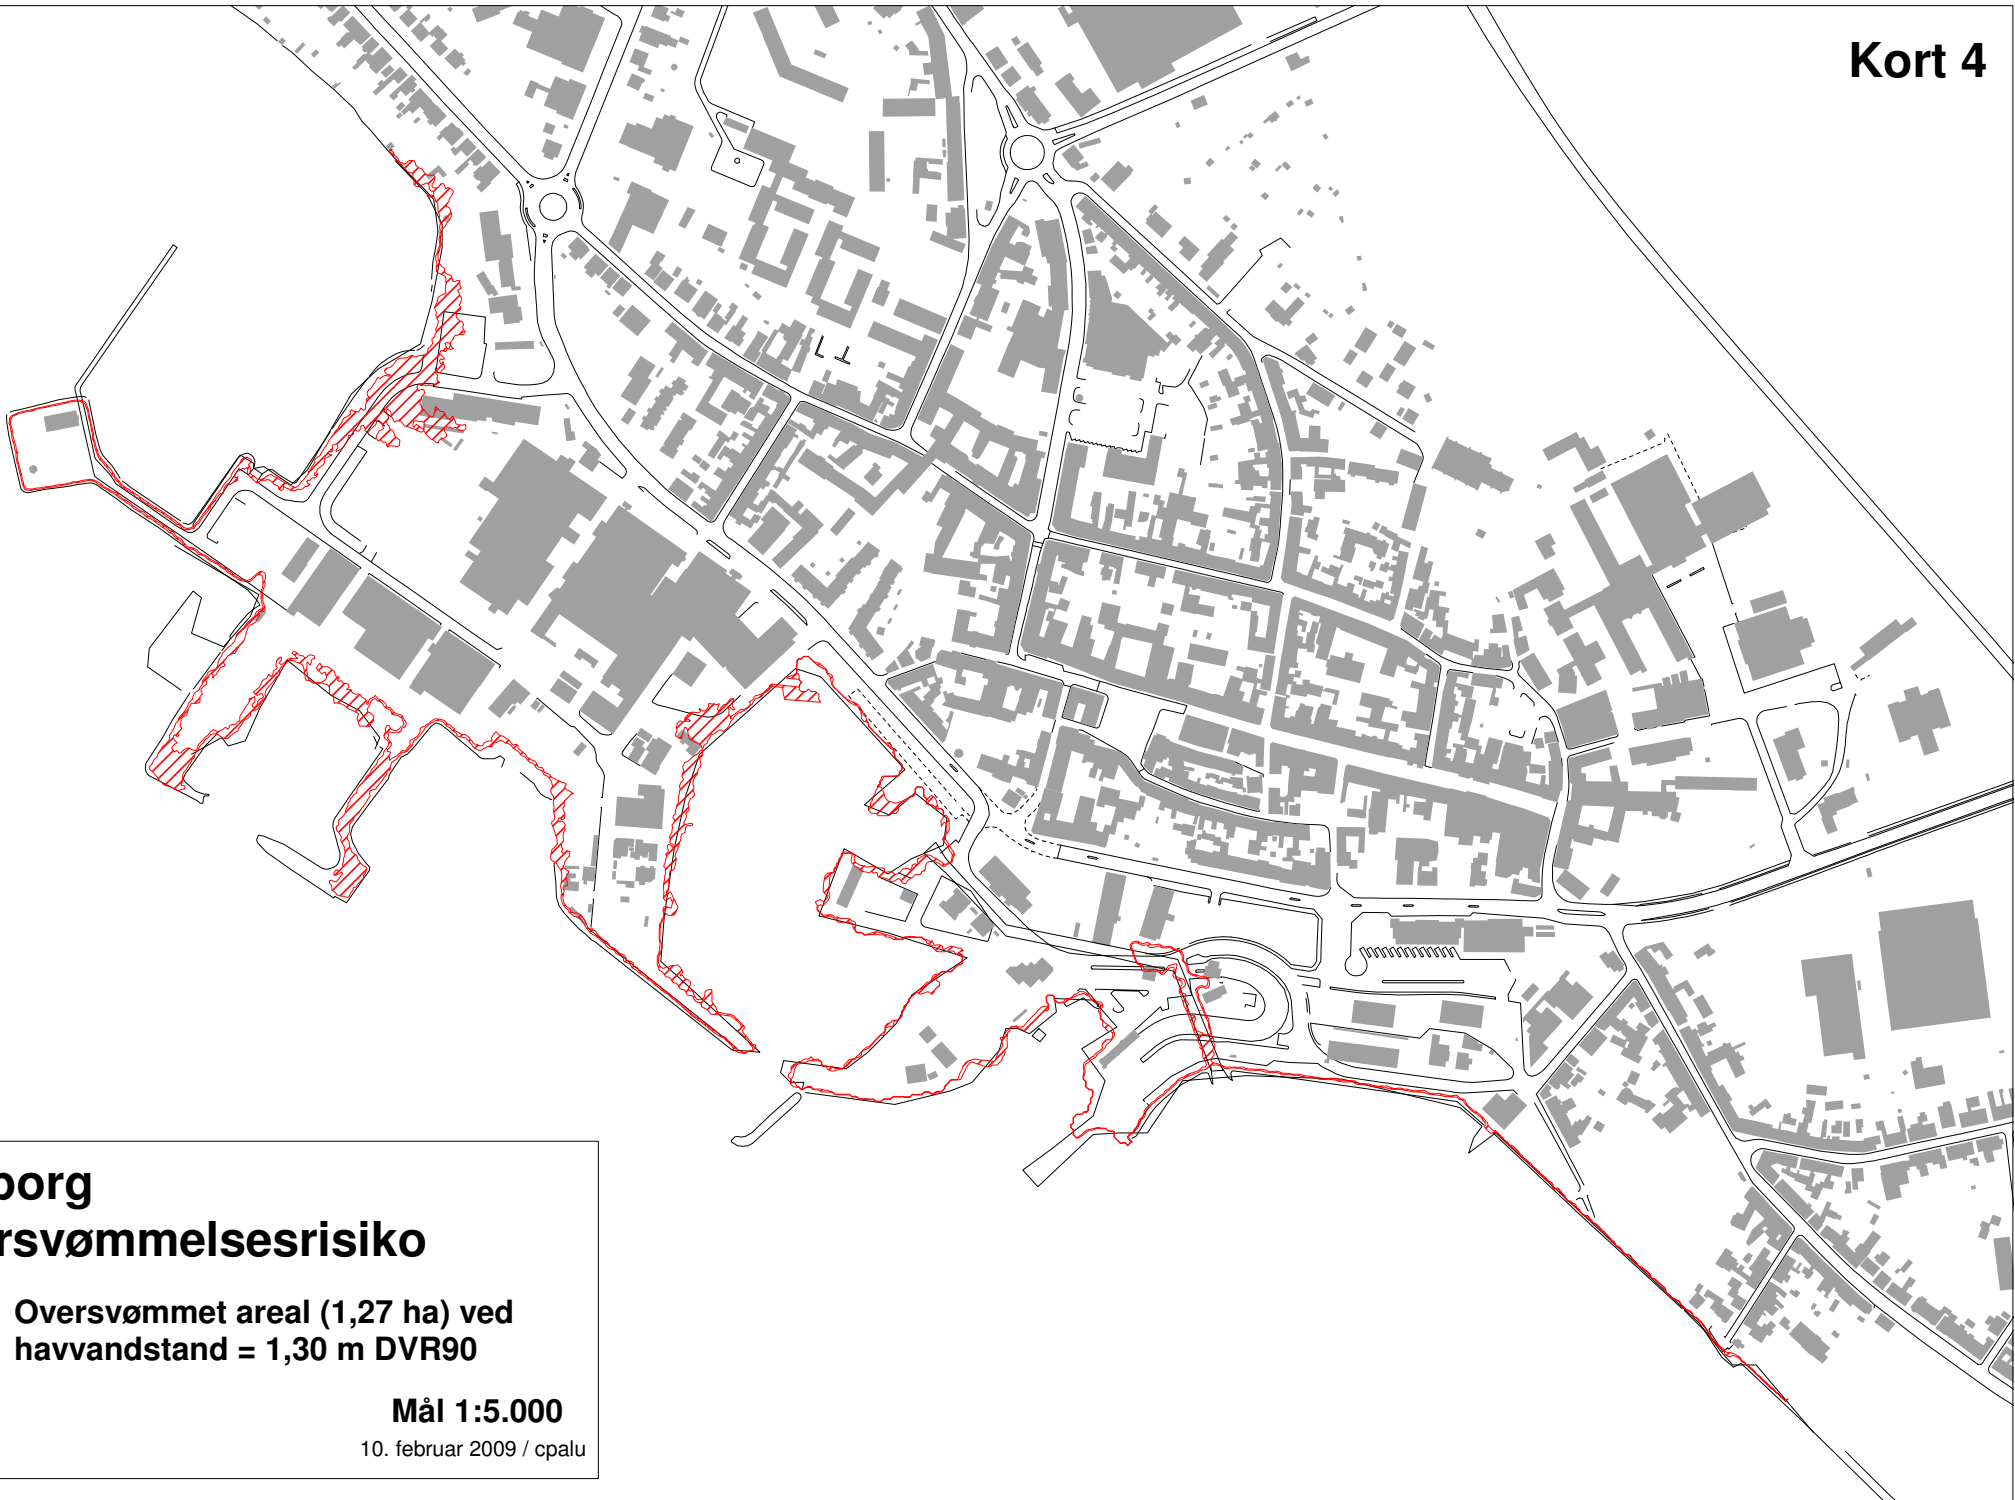 Kort 4
borg
rsvømmelsesrisiko
Oversvømmet areal (1,27 ha) ved
havvandstand = 1,30 m DVR90
Mål 1:5.000
10. februar 2009 / cpalu